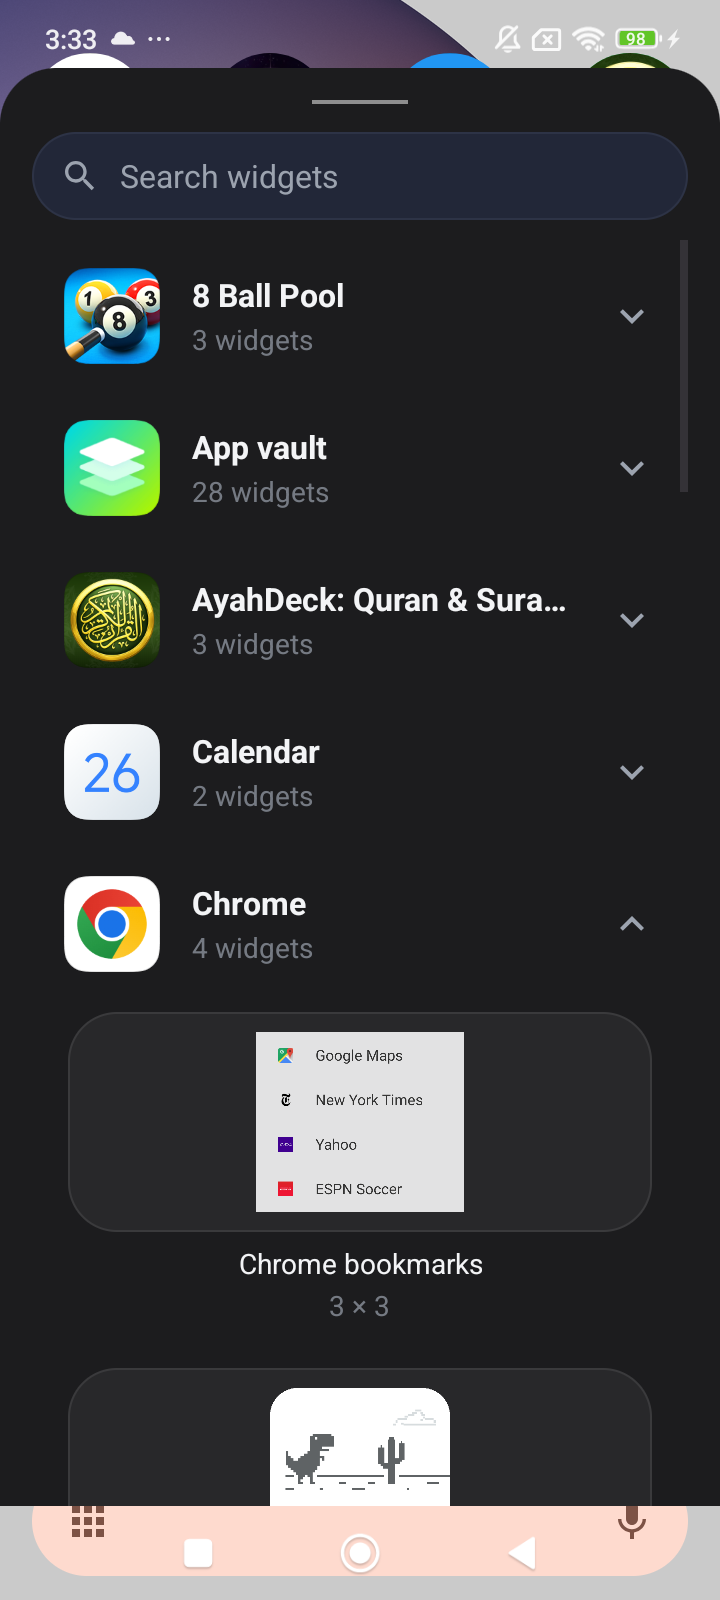 3:33
98
Search widgets
8 Ball Pool
3 widgets
App vault
28 widgets
AyahDeck: Quran & Sura...
3 widgets
26
Calendar
2 widgets
Chrome
4 widgets
Google Maps
New York Times
Yahoo
ESPN Soccer
Chrome bookmarks
3 × 3